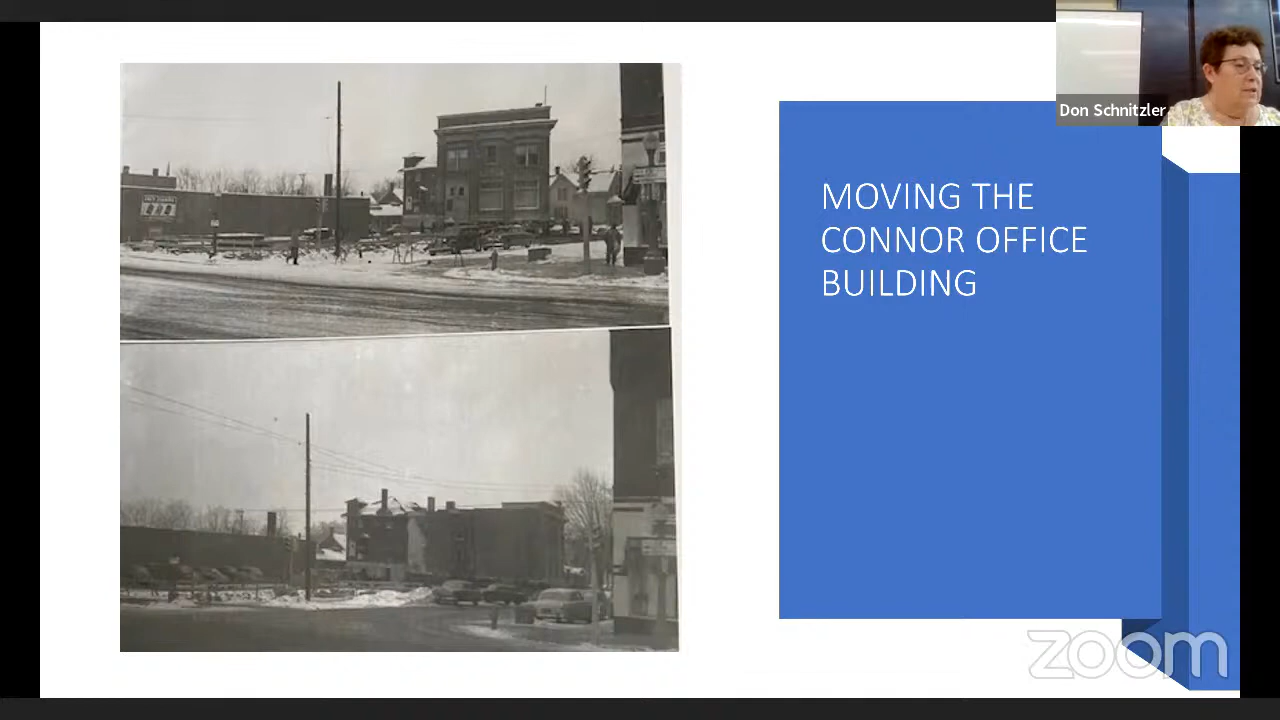 Don Schnitzler
MOVING THE
CONNOR OFFICE
BUILDING
zoom